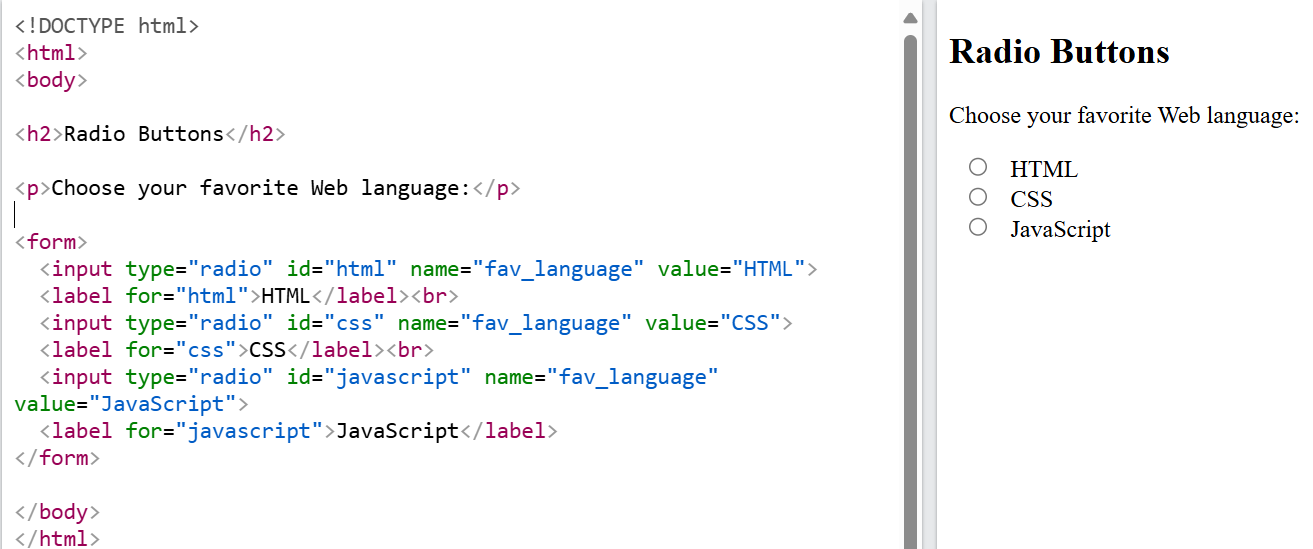 <!DOCTYPE html>
<html>
<body>
<h2>Radio Buttons</h2>
<p>Choose your favorite Web language:</p>
<form>
  <input type="radio" id="html" name="fav_language" value="HTML">
  <label for="html">HTML</label><br>
  <input type="radio" id="css" name="fav_language" value="CSS">
  <label for="css">CSS</label><br>
  <input type="radio" id="javascript" name="fav_language"
value="JavaScript">
  <label for="javascript">JavaScript</label>
</form>
</body>
</html>
Radio Buttons
Choose your favorite Web language:
HTML
CSS
JavaScript